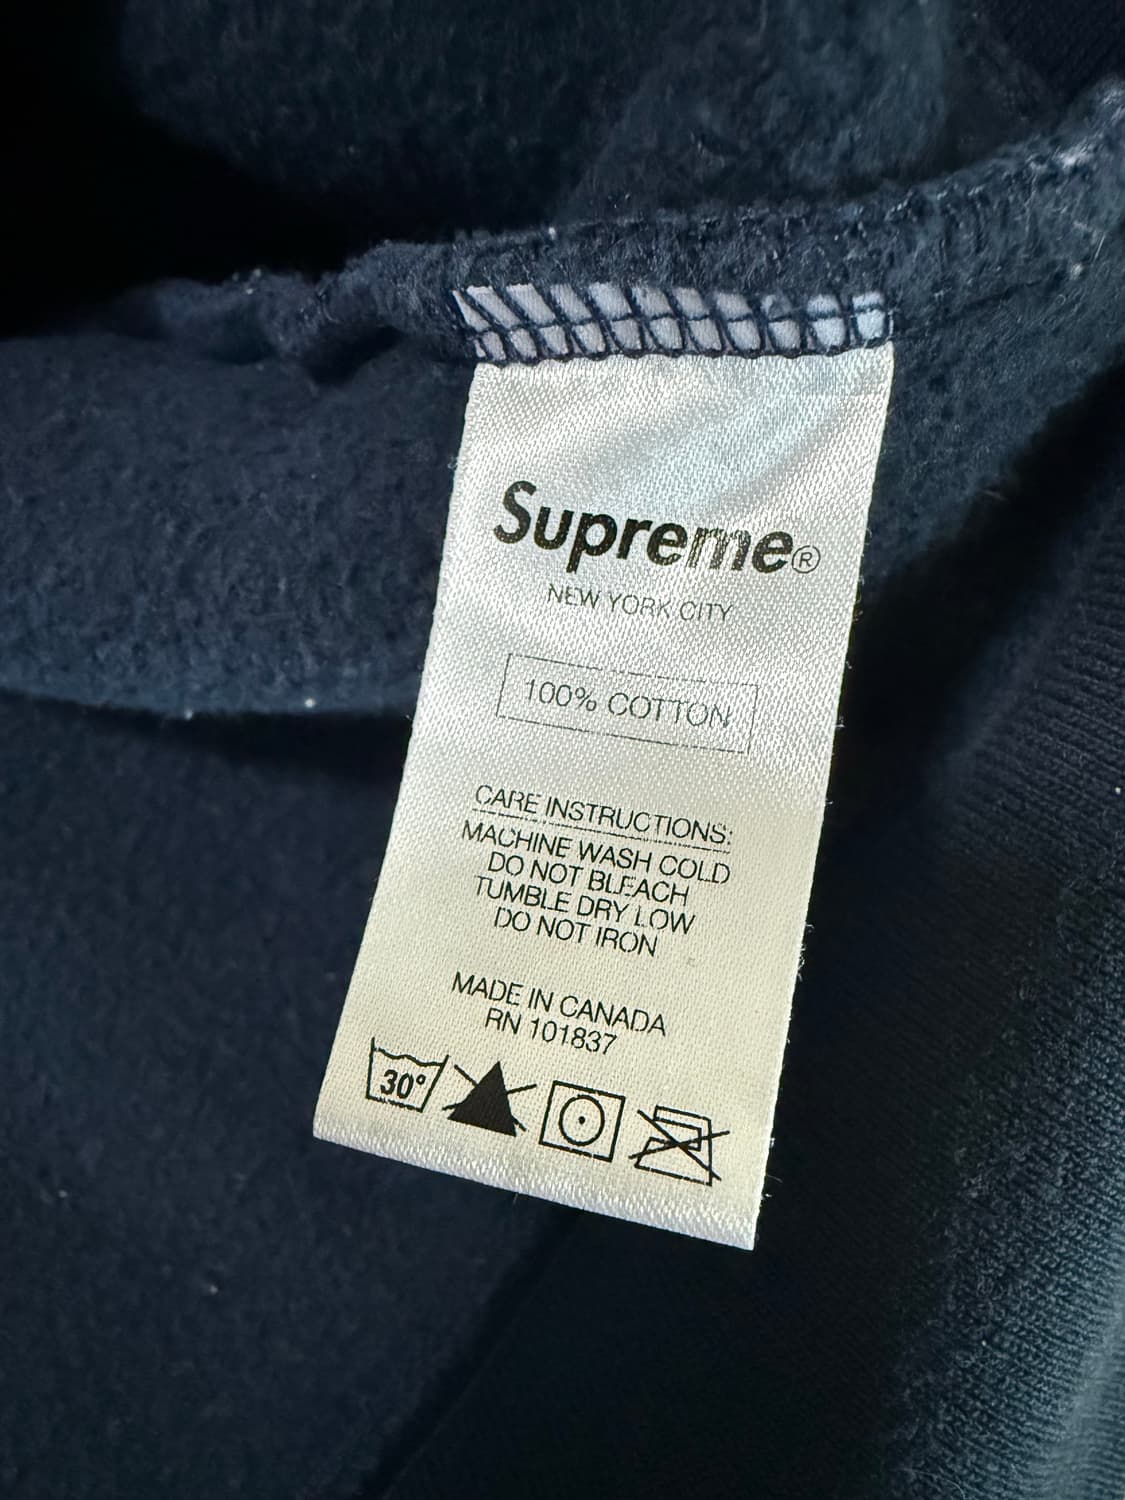 Supreme®
NEW YORK CITY
100% COTTON
CARE INSTRUCTIONS:
MACHINE WASH COLD
DO NOT BLEACH
TUMBLE DRY LOW
DO NOT IRON
MADE IN CANADA
RN 101837
30°